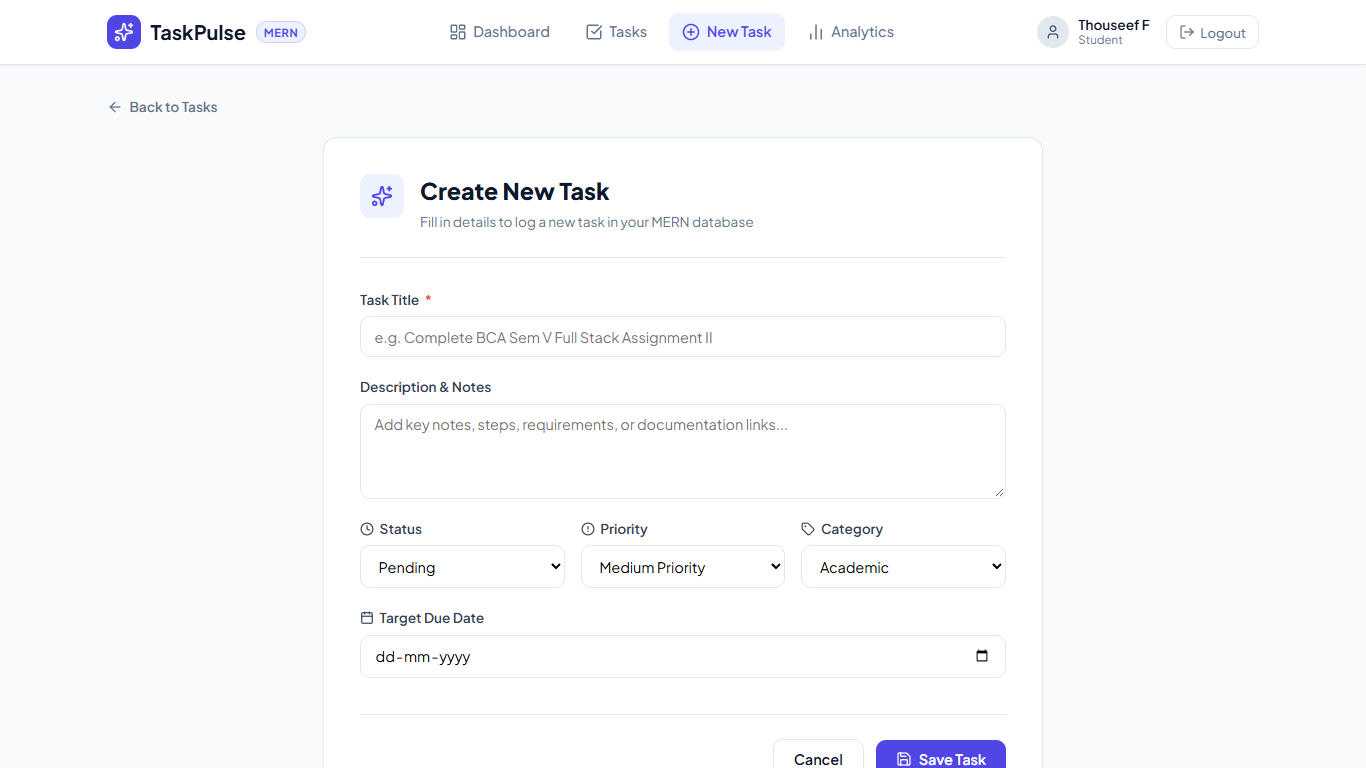 TaskPulse MERN Dashboard Tasks New Task Analytics Thouseef F Student Logout
Back to Tasks
Create New Task
Fill in details to log a new task in your MERN database
Task Title *
e.g. Complete BCA Sem V Full Stack Assignment II
Description & Notes
Add key notes, steps, requirements, or documentation links...
Status Priority Category
Pending Medium Priority Academic
Target Due Date
dd-mm-yyyy
Cancel Save Task